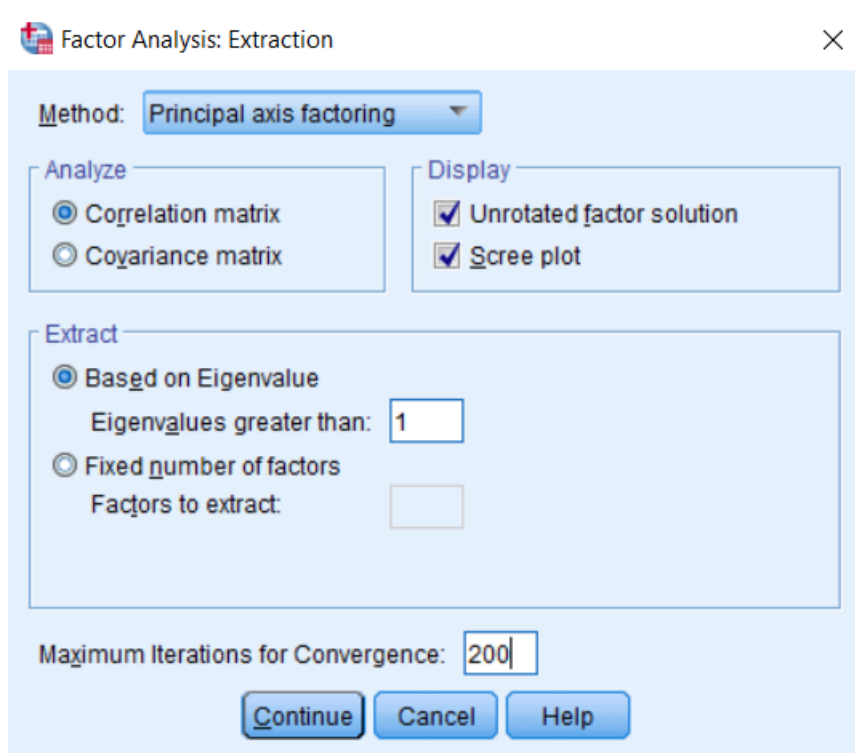 Factor Analysis: Extraction
Method: Principal axis factoring
Analyze
Correlation matrix
Covariance matrix
Display
Unrotated factor solution
Scree plot
Extract
Based on Eigenvalue
Eigenvalues greater than: 1
Fixed number of factors
Factors to extract:
Maximum Iterations for Convergence: 200
Continue Cancel Help